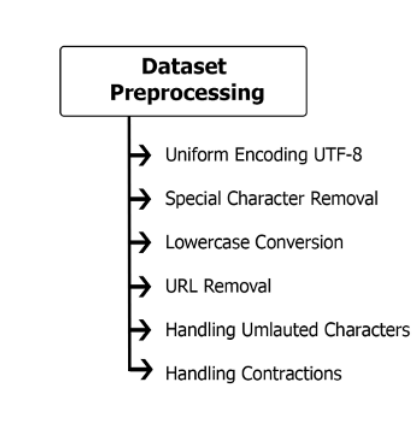 Dataset
Preprocessing
Uniform Encoding UTF-8
Special Character Removal
Lowercase Conversion
URL Removal
Handling Umlauted Characters
Handling Contractions